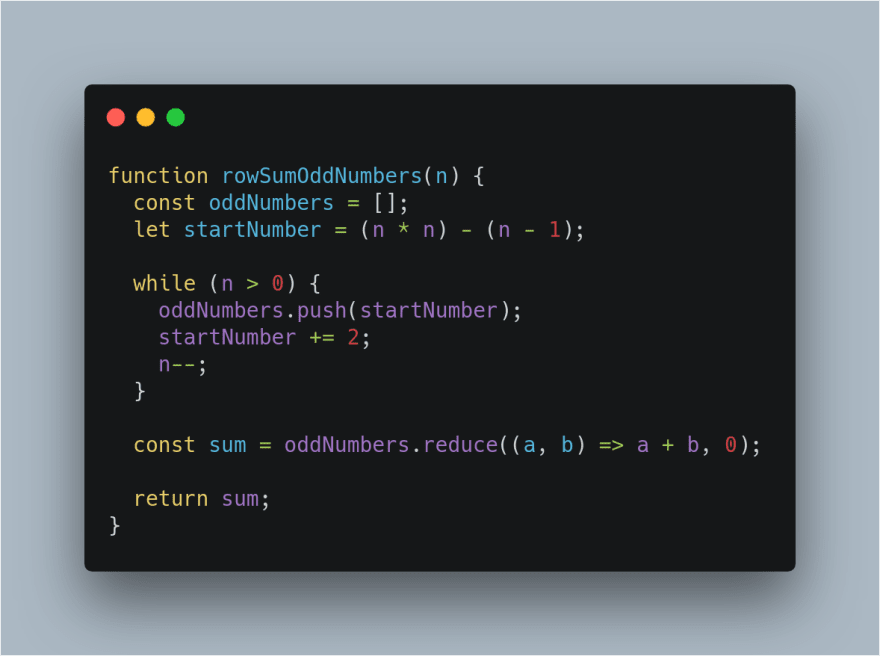 function rowSumOddNumbers(n) {
  const oddNumbers = [];
  let startNumber = (n * n) - (n - 1);

  while (n > 0) {
    oddNumbers.push(startNumber);
    startNumber += 2;
    n--;
  }

  const sum = oddNumbers.reduce((a, b) => a + b, 0);

  return sum;
}